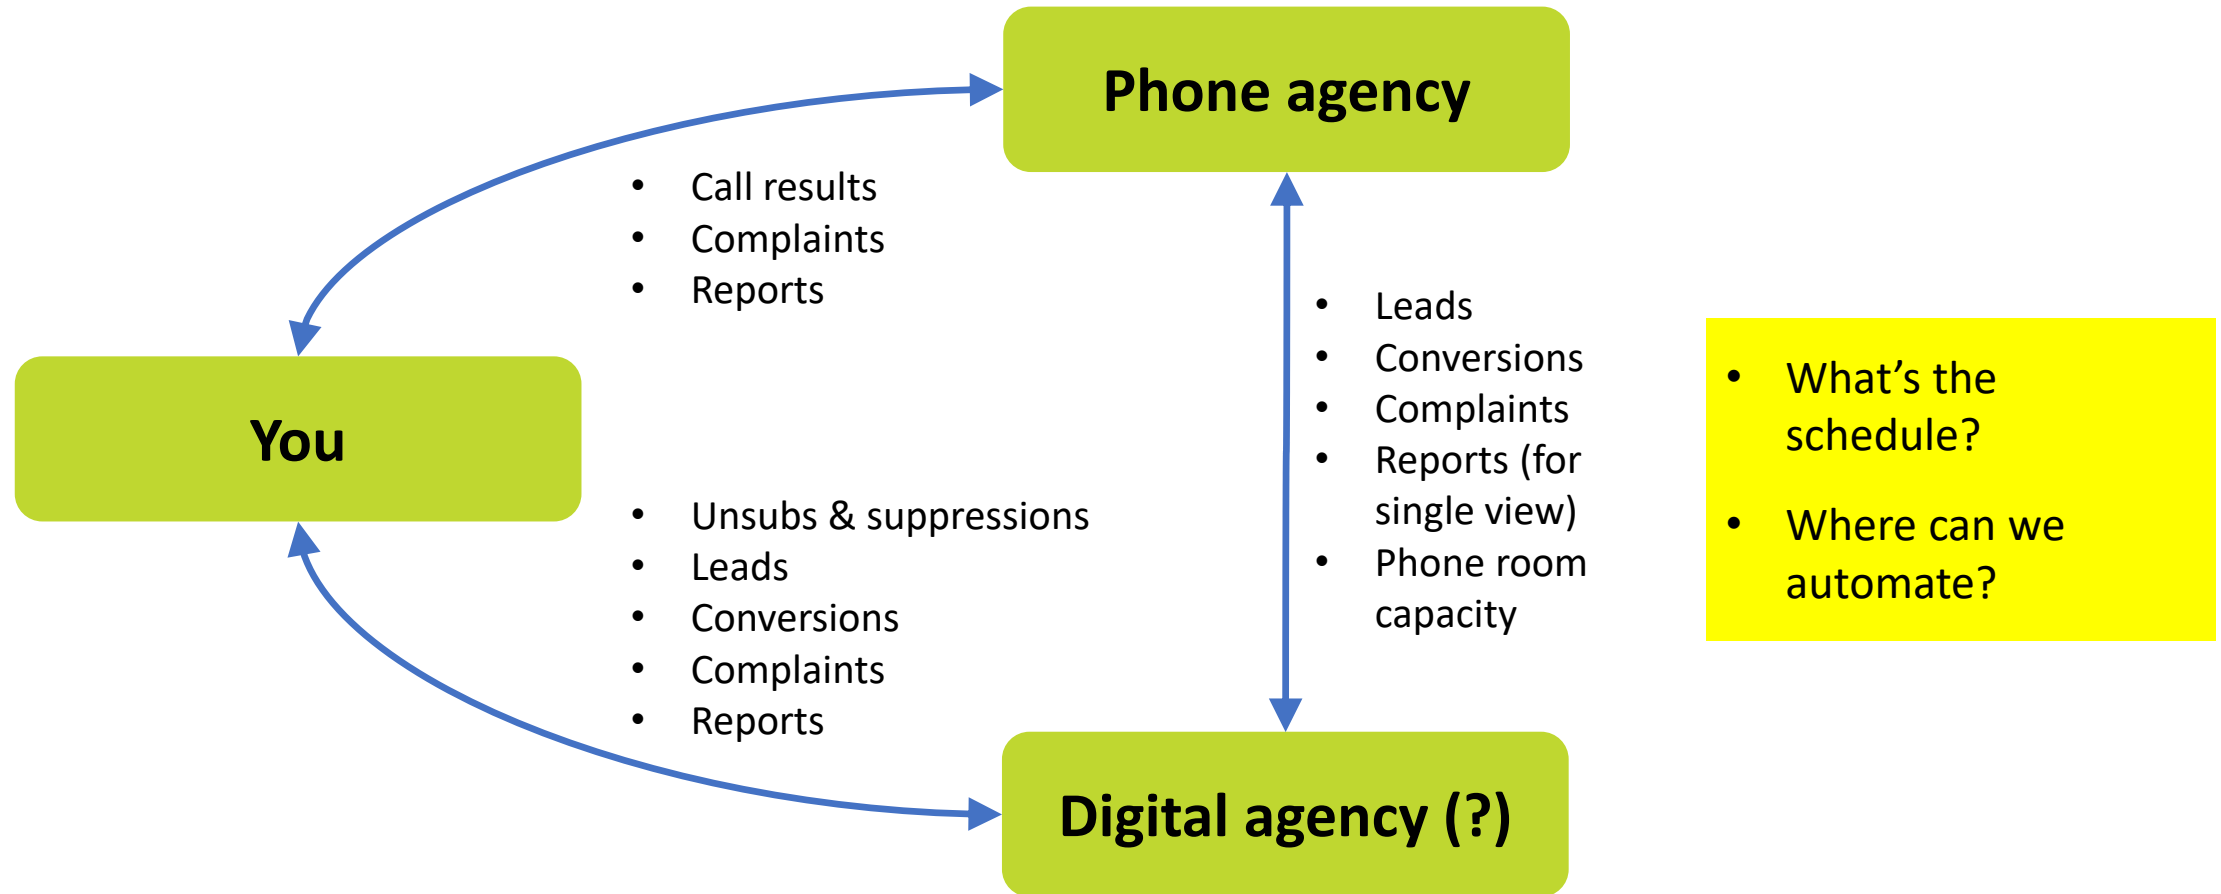 Phone agency
• Call results
• Complaints
• Reports
You
• Unsubs & suppressions
• Leads
• Conversions
• Complaints
• Reports
• Leads
• Conversions
• Complaints
• Reports (for
single view)
• Phone room
capacity
Digital agency (?)
• What’s the
schedule?
• Where can we
automate?